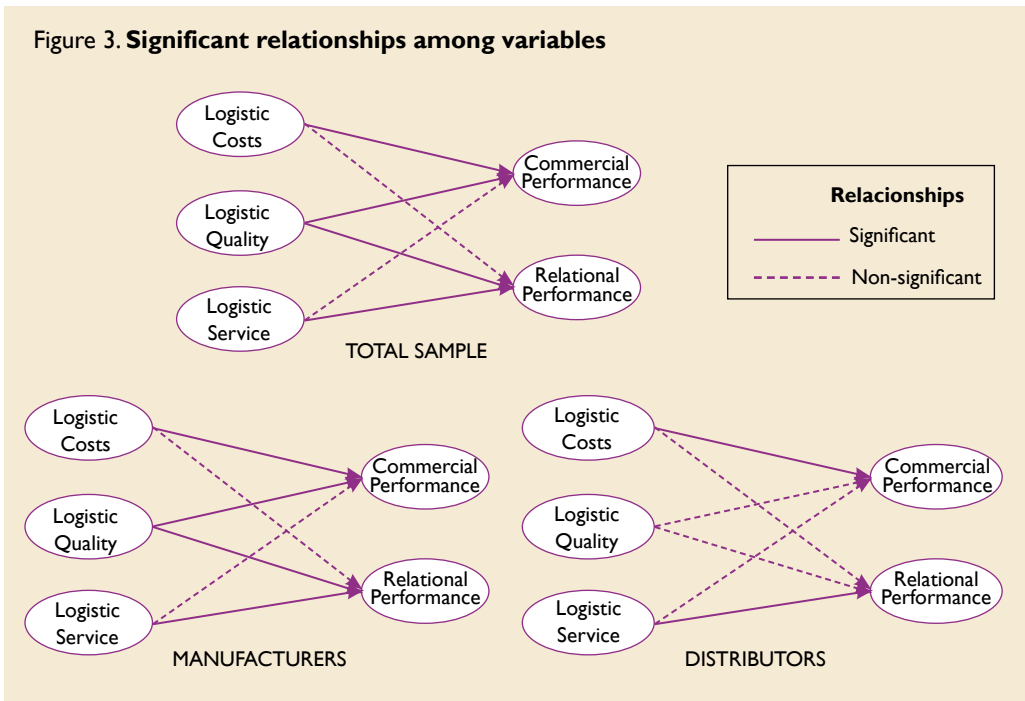 Figure 3. Significant relationships among variables
Logistic
Costs
Logistic
Quality
Logistic
Service
Commercial
Performance
Relational
Performance
TOTAL SAMPLE
Relacionships
Significant
Non-significant
Logistic
Costs
Logistic
Quality
Logistic
Service
Commercial
Performance
Relational
Performance
MANUFACTURERS
Logistic
Costs
Logistic
Quality
Logistic
Service
Commercial
Performance
Relational
Performance
DISTRIBUTORS